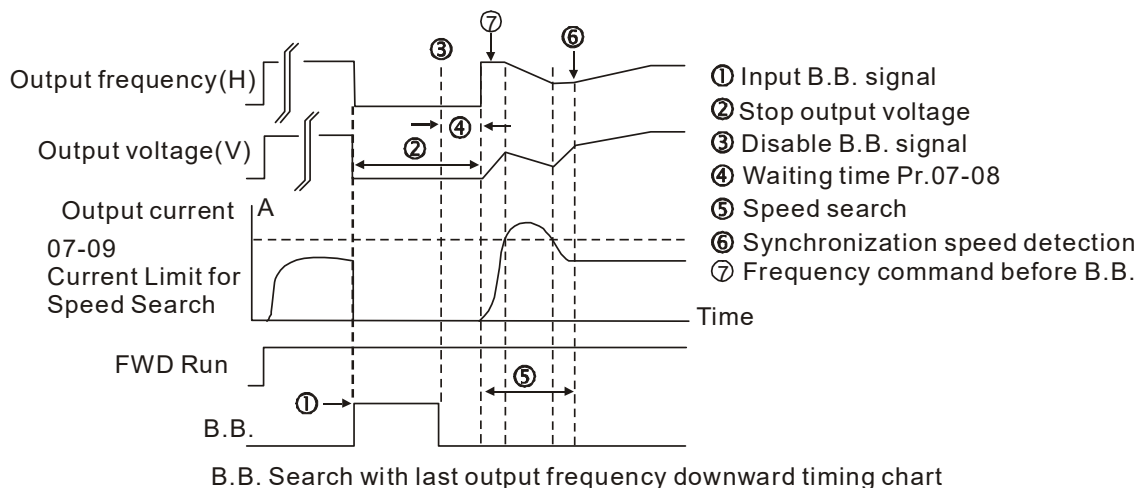 ⑦
③
⑥
Output frequency(H)
④
②
Output voltage(V)
Output current
A
07-09
Current Limit for
Speed Search
Time
FWD Run
⑤
①
B.B.
① Input B.B. signal
② Stop output voltage
③ Disable B.B. signal
④ Waiting time Pr.07-08
⑤ Speed search
⑥ Synchronization speed detection
⑦ Frequency command before B.B.
B.B. Search with last output frequency downward timing chart